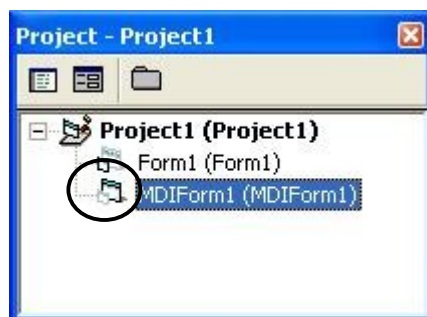 Project - Project1
Project1 (Project1)
Form1 (Form1)
MDIForm1 (MDIForm1)